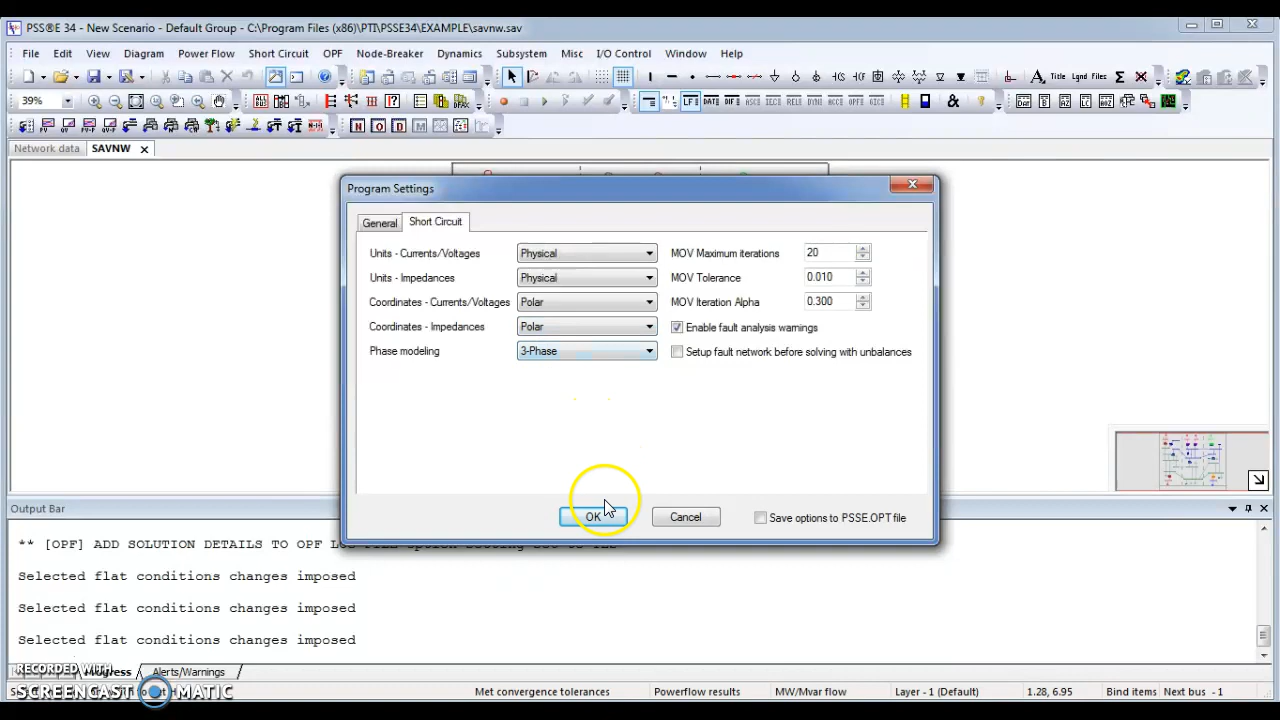 PSS®E 34 - New Scenario - Default Group - C:\Program Files (x86)\PTI\PSSE34\EXAMPLE\savnw.sav
File Edit View Diagram Power Flow Short Circuit OPF Node-Breaker Dynamics Subsystem Misc I/O Control Window Help
Title Lgnd Files
39%
Network data SAVNW
Program Settings
General Short Circuit
Units - Currents/Voltages Physical MOV Maximum iterations 20
Units - Impedances Physical MOV Tolerance 0.010
Coordinates - Currents/Voltages Polar MOV Iteration Alpha 0.300
Coordinates - Impedances Polar Enable fault analysis warnings
Phase modeling 3-Phase Setup fault network before solving with unbalances
OK Cancel Save options to PSSE.OPT file
Output Bar
** [OPF] ADD SOLUTION DETAILS TO OPF
Selected flat conditions changes imposed
Selected flat conditions changes imposed
Selected flat conditions changes imposed
RECORDED WITH
Progress Alerts/Warnings
SCREENCAST MATIC
Met convergence tolerances Powerflow results MW/Mvar flow Layer - 1 (Default) 1.28, 6.95 Bind items Next bus - 1